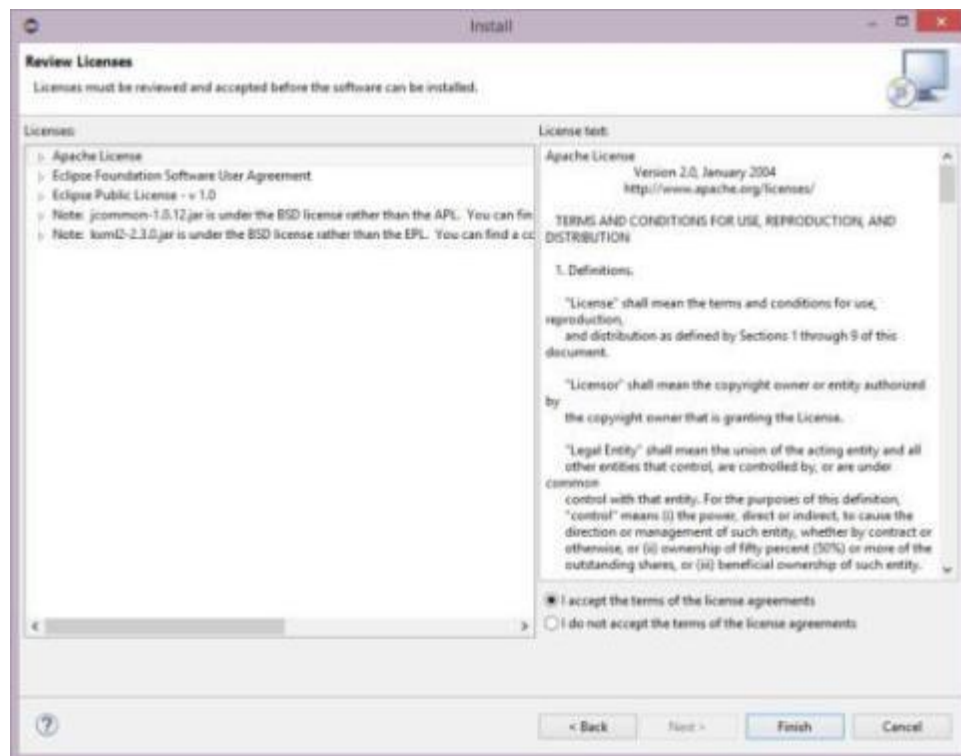 Install
Review Licenses
Licenses must be reviewed and accepted before the software can be installed.
Licenses:
Apache License
Eclipse Foundation Software User Agreement
Eclipse Public License - v 1.0
Note: jcommon-1.0.12.jar is under the BSD license rather than the APL. You can fin
Note: kxml2-2.3.0.jar is under the BSD license rather than the EPL. You can find a cc
License text:
Apache License
Version 2.0, January 2004
http://www.apache.org/licenses/
TERMS AND CONDITIONS FOR USE, REPRODUCTION, AND
DISTRIBUTION
1. Definitions.
"License" shall mean the terms and conditions for use,
reproduction,
and distribution as defined by Sections 1 through 9 of this
document.
"Licensor" shall mean the copyright owner or entity authorized
by
the copyright owner that is granting the License.
"Legal Entity" shall mean the union of the acting entity and all
other entities that control, are controlled by, or are under
common
control with that entity. For the purposes of this definition,
"control" means (i) the power, direct or indirect, to cause the
direction or management of such entity, whether by contract or
otherwise, or (ii) ownership of fifty percent (50%) or more of the
outstanding shares, or (iii) beneficial ownership of such entity.
I accept the terms of the license agreements
I do not accept the terms of the license agreements
< Back
Next >
Finish
Cancel